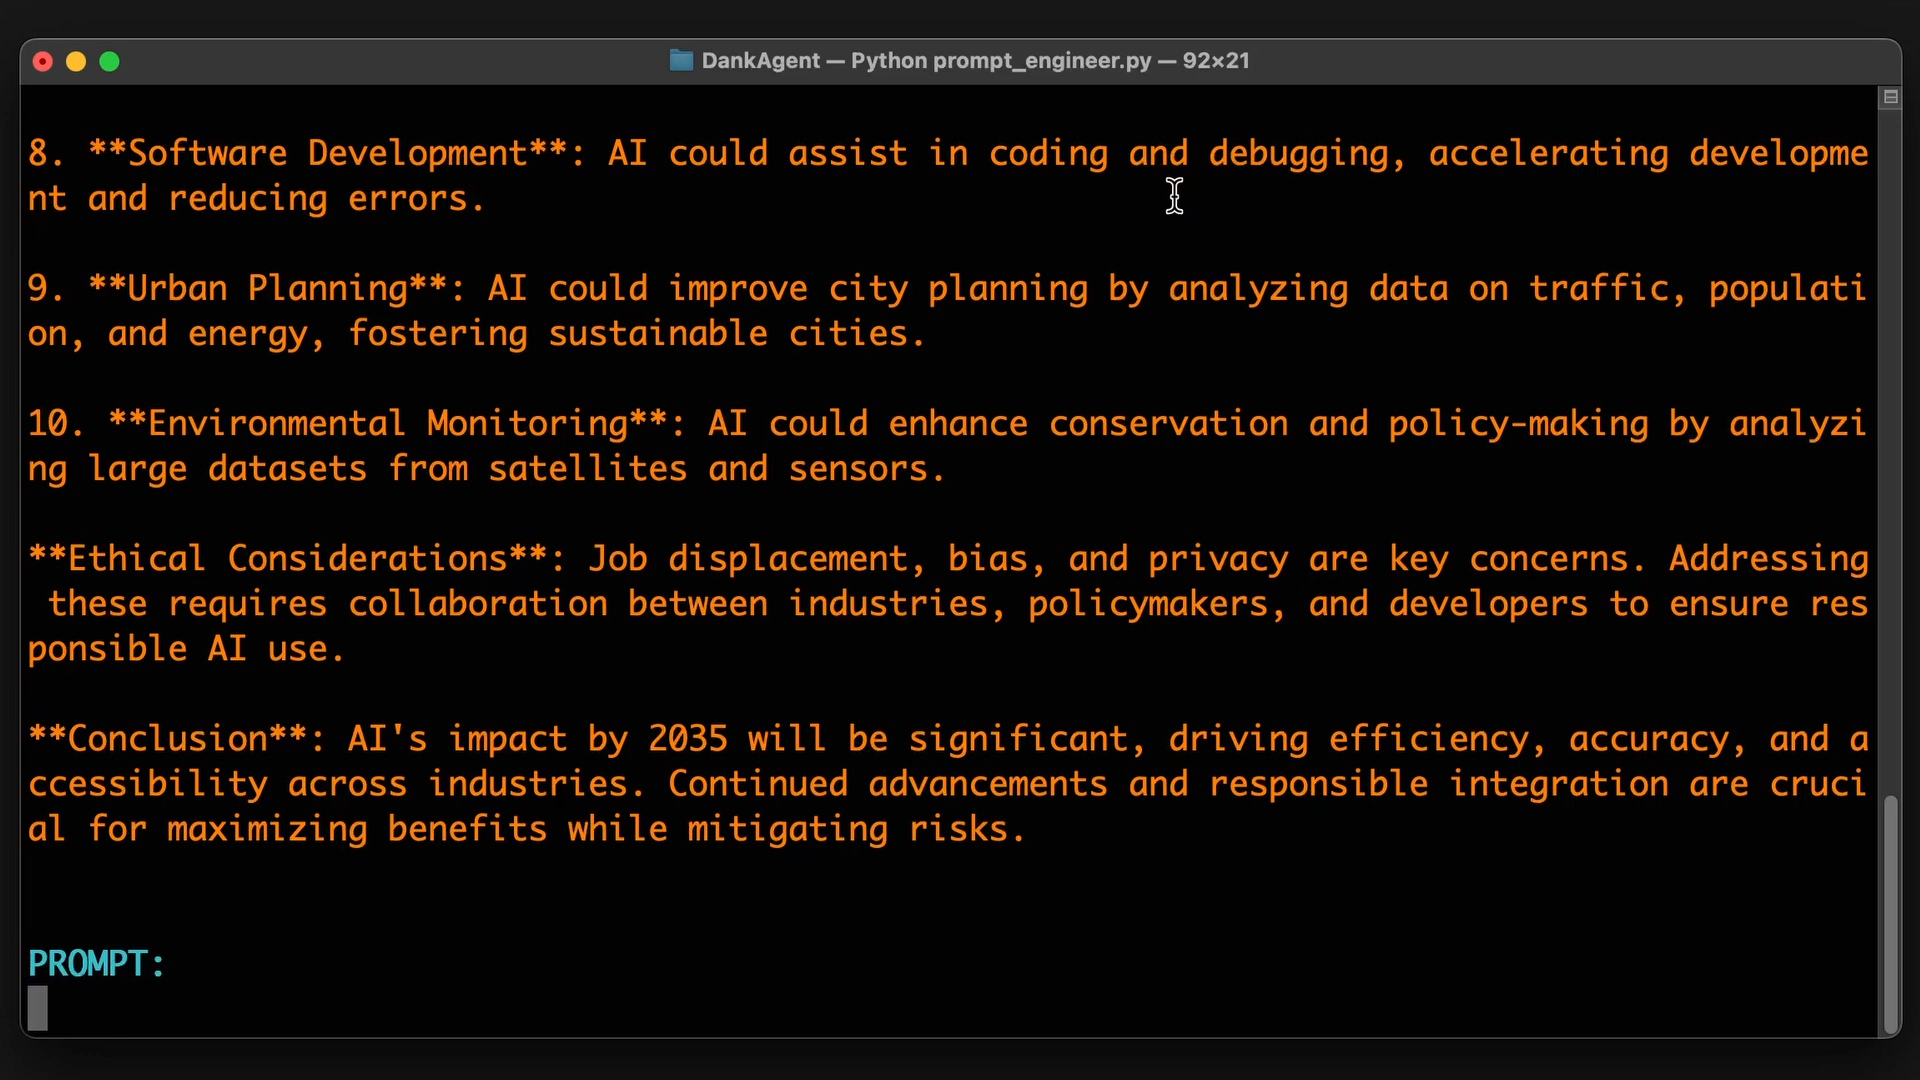 DankAgent — Python prompt_engineer.py — 92×21
8. **Software Development**: AI could assist in coding and debugging, accelerating developme
nt and reducing errors.
9. **Urban Planning**: AI could improve city planning by analyzing data on traffic, populati
on, and energy, fostering sustainable cities.
10. **Environmental Monitoring**: AI could enhance conservation and policy-making by analyzi
ng large datasets from satellites and sensors.
**Ethical Considerations**: Job displacement, bias, and privacy are key concerns. Addressing
these requires collaboration between industries, policymakers, and developers to ensure res
ponsible AI use.
**Conclusion**: AI's impact by 2035 will be significant, driving efficiency, accuracy, and a
ccessibility across industries. Continued advancements and responsible integration are cruci
al for maximizing benefits while mitigating risks.
PROMPT: